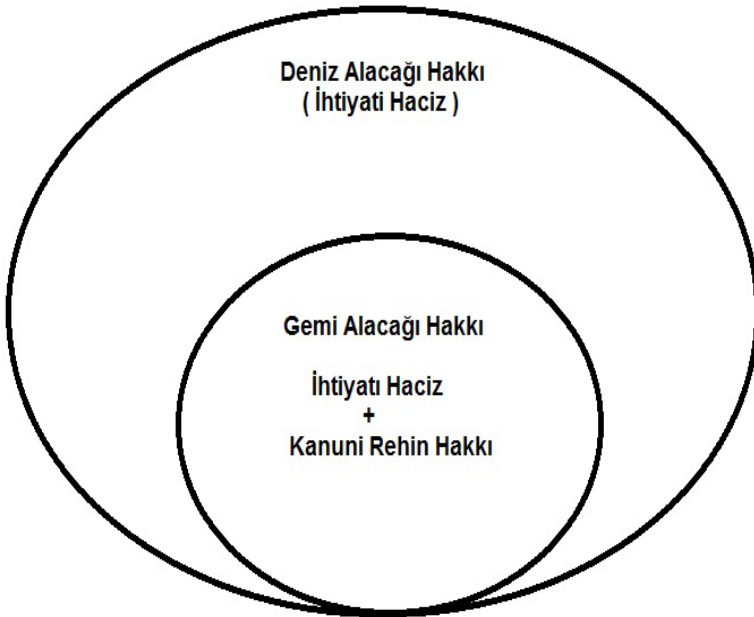 Deniz Alacağı Hakkı
( İhtiyati Haciz )
Gemi Alacağı Hakkı
İhtiyatı Haciz
+
Kanuni Rehin Hakkı